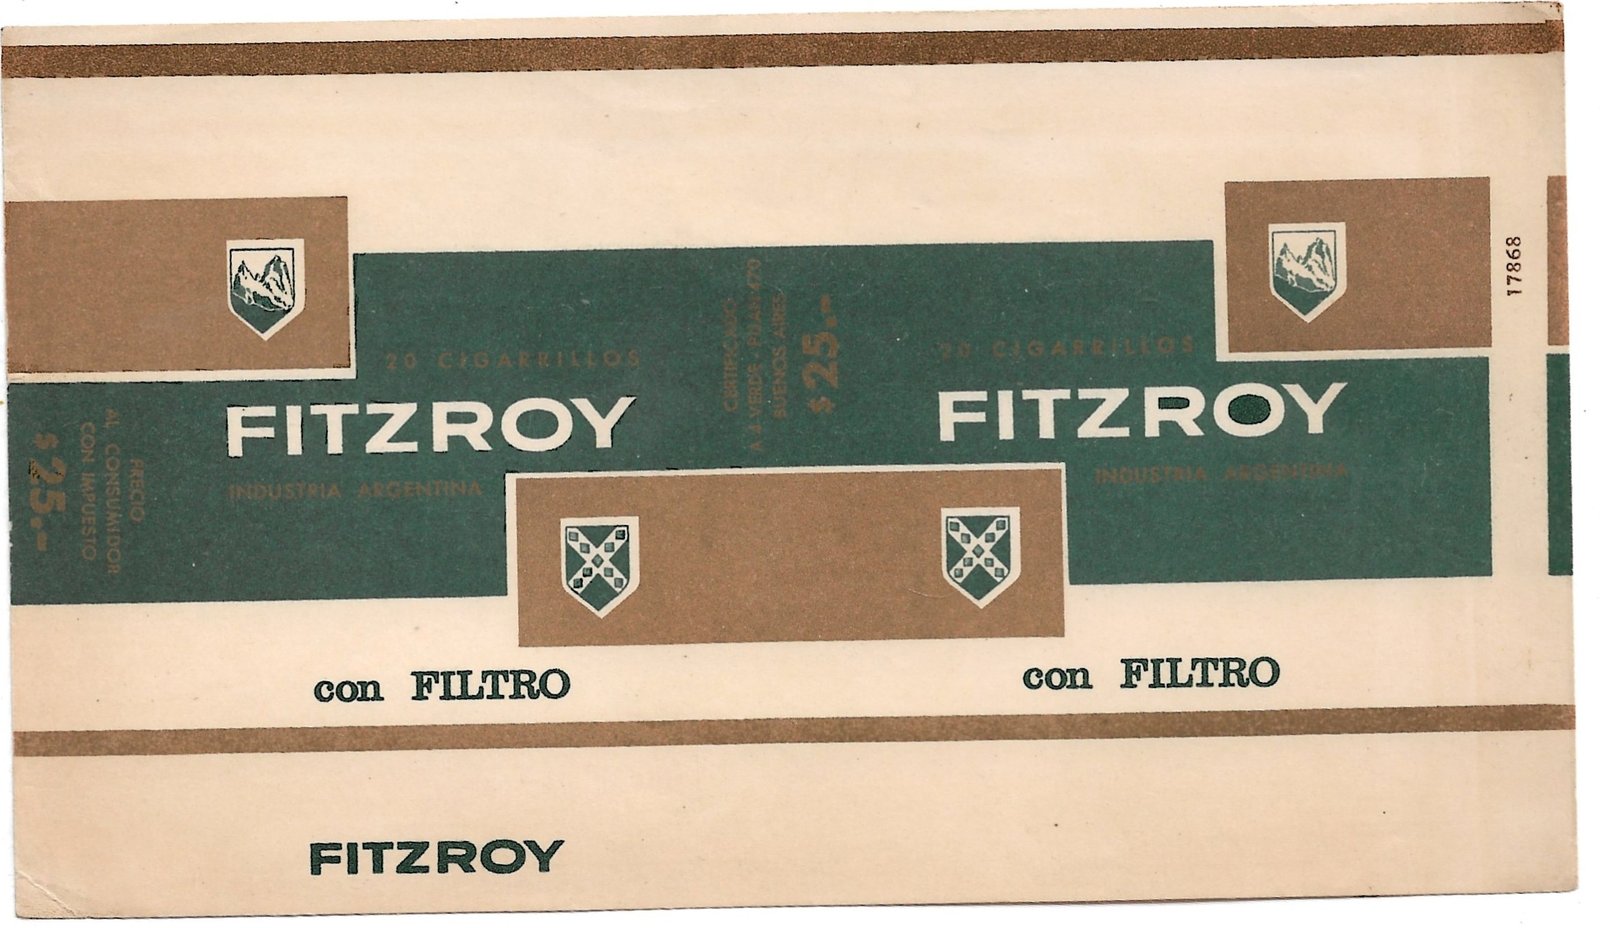 20 CIGARRILLOS
FITZROY
INDUSTRIA ARGENTINA
con FILTRO
PRECIO
AL CONSUMIDOR
CON IMPUESTO
$ 25.-
BUENOS AIRES
$ 25.-
20 CIGARRILLOS
FITZROY
INDUSTRIA ARGENTINA
con FILTRO
17868
FITZROY